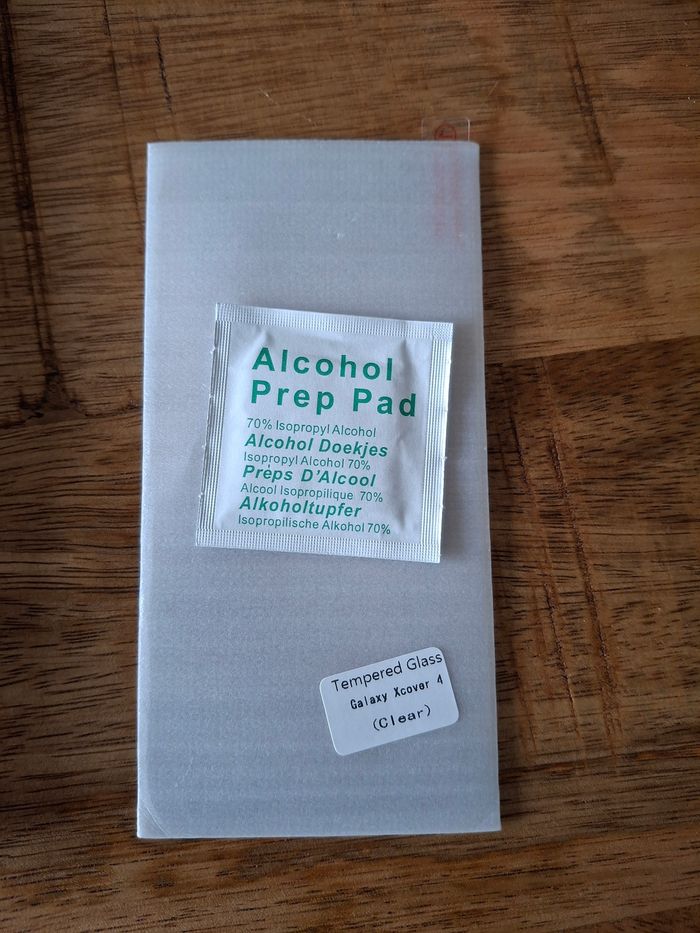 Alcohol
Prep Pad
70% Isopropyl Alcohol
Alcohol Doekjes
Isopropyl Alcohol 70%
Prèps D'Alcool
Alcool Isopropilique 70%
Alkoholtupfer
Isopropilische Alkohol 70%
Tempered Glass
Galaxy Xcover 4
(Clear)